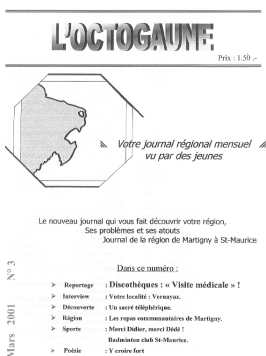 L'OCTOGAUNE
Prix : 1.50 .-
Votre journal régional mensuel
vu par des jeunes
Le nouveau journal qui vous fait découvrir votre région,
Ses problèmes et ses atouts
Journal de la région de Martigny à St-Maurice
Dans ce numéro :
Reportage : Discothèques : « Visite médicale » !
Interview : Votre localité : Vernayaz.
Découverte : Un sacré téléphérique.
Région : Les repas communautaires de Martigny.
Sports : Merci Didier, merci Dédé !
Badminton club St-Maurice.
Poésie : Y croire fort
Mars 2001 N° 3